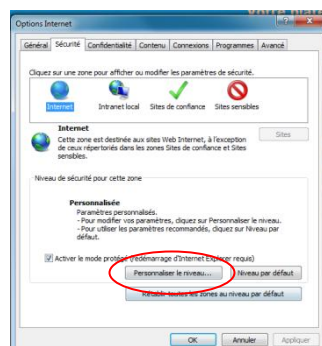 Options Internet
Général Sécurité Confidentialité Contenu Connexions Programmes Avancé
Cliquez sur une zone pour afficher ou modifier les paramètres de sécurité.
Internet Intranet local Sites de confiance Sites sensibles
Internet
Cette zone est destinée aux sites Web Internet, à l'exception
de ceux répertoriés dans les zones Sites de confiance et Sites
sensibles.
Sites
Niveau de sécurité pour cette zone
Personnalisée
Paramètres personnalisés.
- Pour modifier vos paramètres, cliquez sur Personnaliser le niveau.
- Pour utiliser les paramètres recommandés, cliquez sur Niveau par
défaut.
Activer le mode protégé (redémarrage d'Internet Explorer requis)
Personnaliser le niveau... Niveau par défaut
Rétablir toutes les zones au niveau par défaut
OK Annuler Appliquer